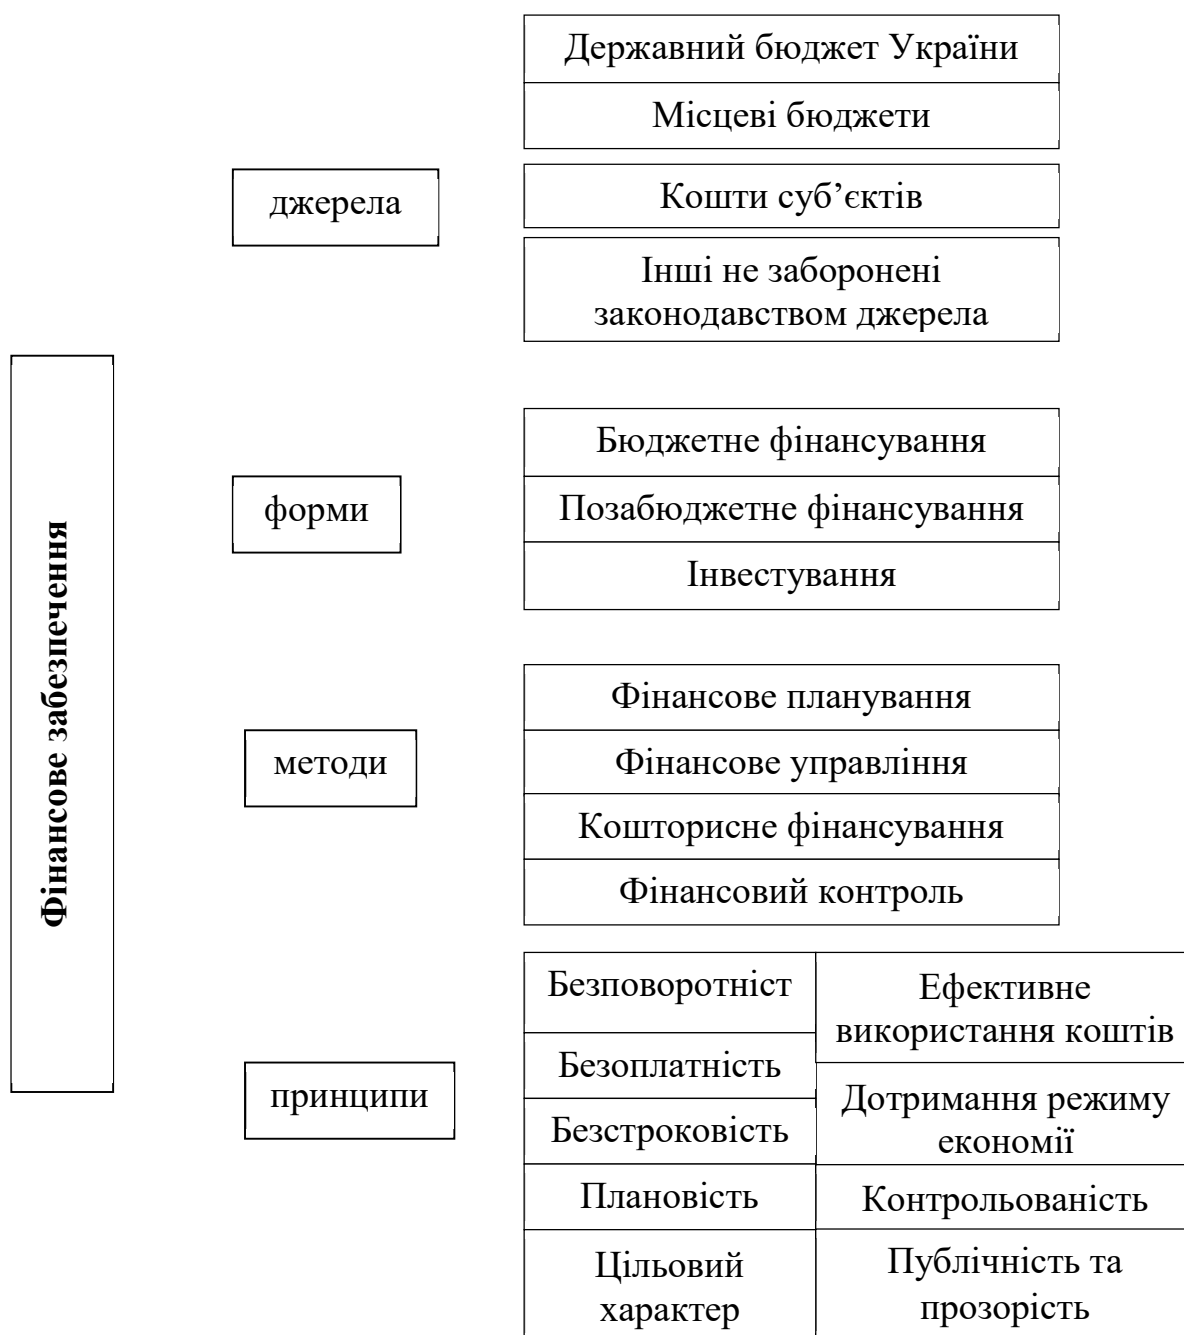 Фінансове забезпечення
джерела
Державний бюджет України
Місцеві бюджети
Кошти суб’єктів
Інші не заборонені
законодавством джерела
форми
Бюджетне фінансування
Позабюджетне фінансування
Інвестування
методи
Фінансове планування
Фінансове управління
Кошторисне фінансування
Фінансовий контроль
принципи
Безповоротніст
Безоплатність
Безстроковість
Плановість
Цільовий
характер
Ефективне
використання коштів
Дотримання режиму
економії
Контрольованість
Публічність та
прозорість